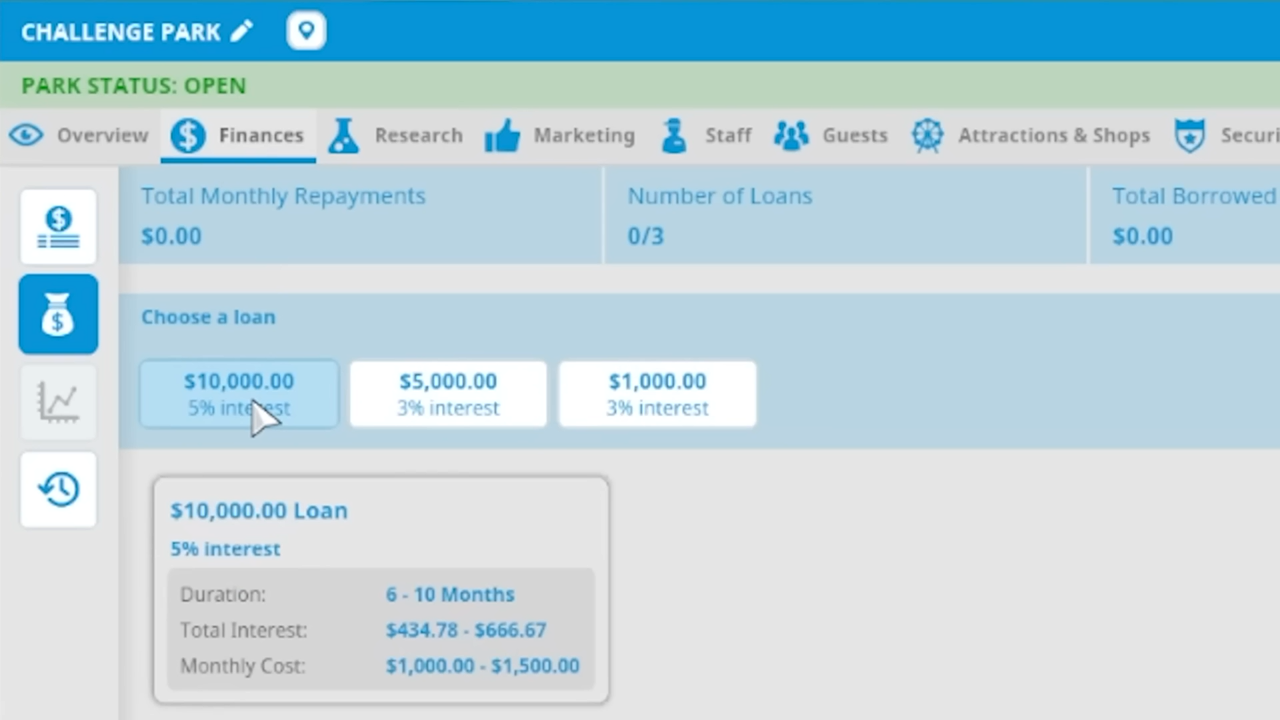 CHALLENGE PARK
PARK STATUS: OPEN
Overview Finances Research Marketing Staff Guests Attractions & Shops Securi
Total Monthly Repayments Number of Loans Total Borrowed
$0.00 0/3 $0.00
Choose a loan
$10,000.00 $5,000.00 $1,000.00
5% interest 3% interest 3% interest
$10,000.00 Loan
5% interest
Duration: 6 - 10 Months
Total Interest: $434.78 - $666.67
Monthly Cost: $1,000.00 - $1,500.00